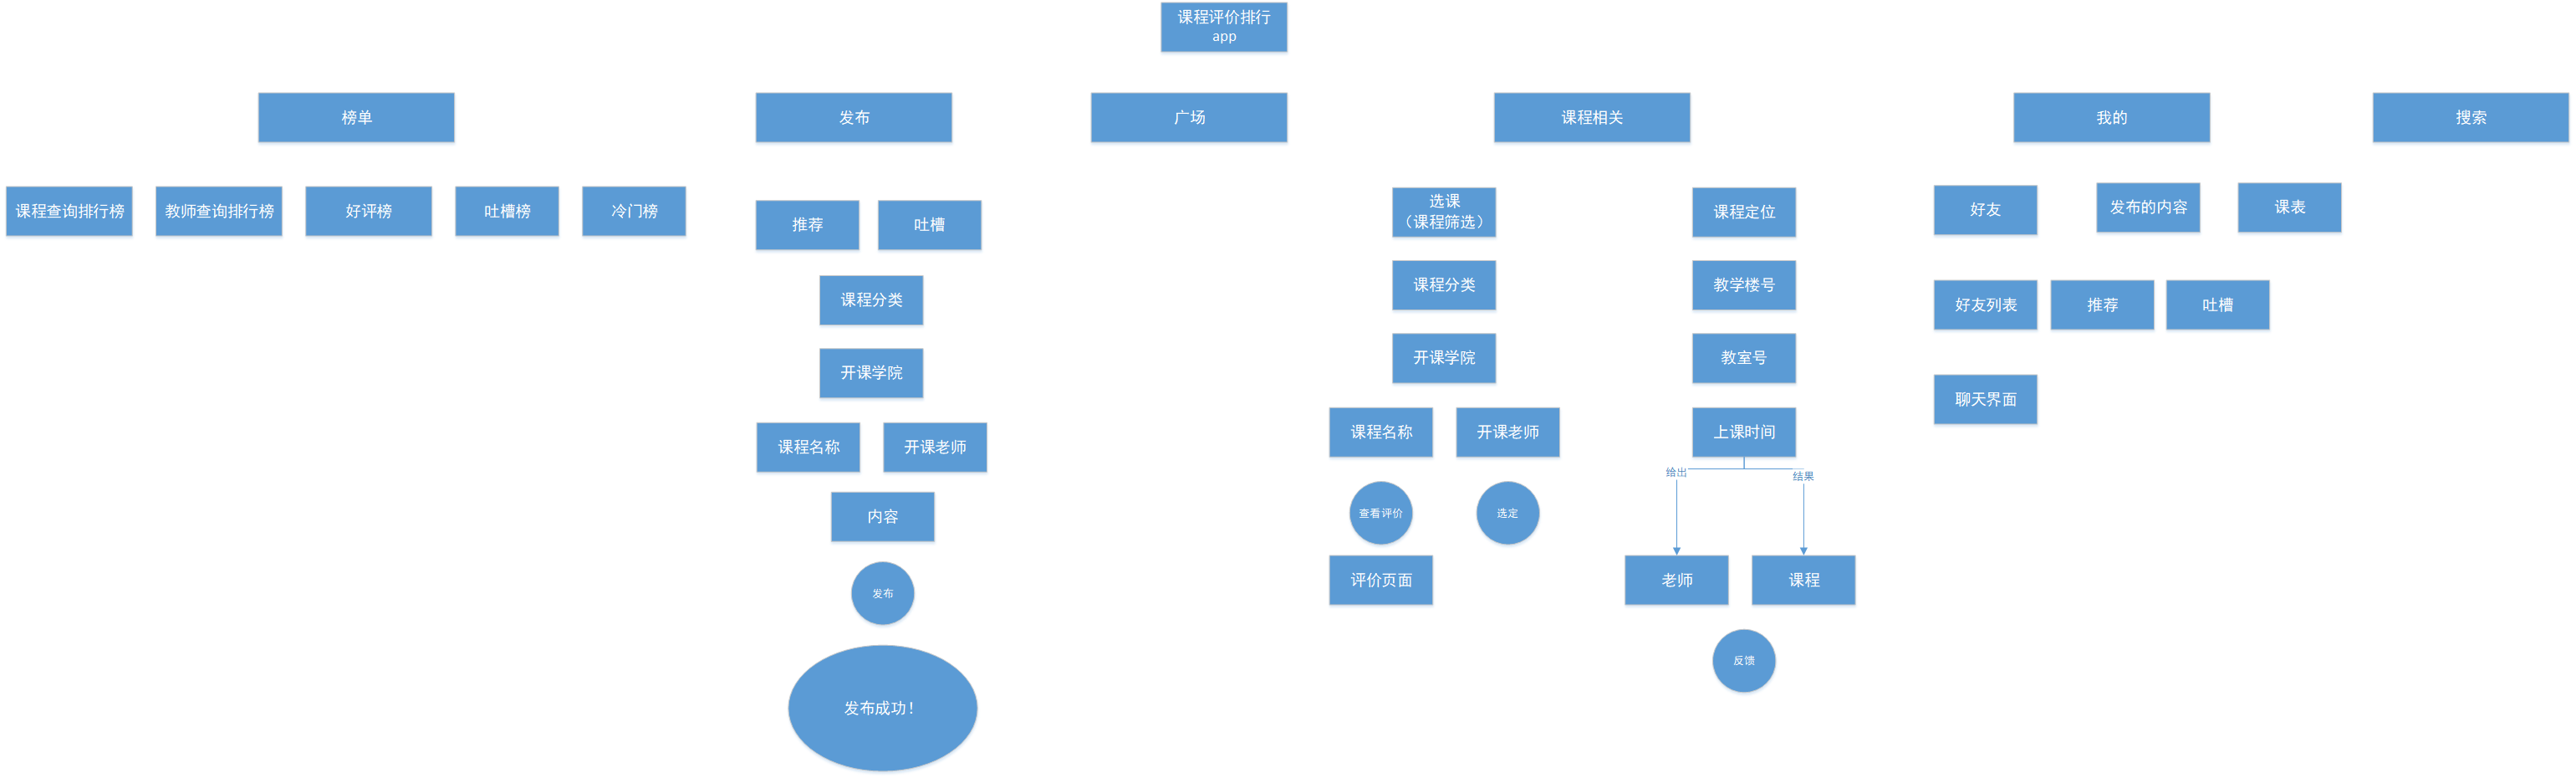 课程评价排行
app
榜单
发布
广场
课程相关
我的
搜索
课程查询排行榜
教师查询排行榜
好评榜
吐槽榜
冷门榜
推荐
吐槽
选课
（课程筛选）
课程定位
好友
发布的内容
课表
课程分类
课程分类
教学楼号
好友列表
推荐
吐槽
开课学院
开课学院
教室号
聊天界面
课程名称
开课老师
课程名称
开课老师
上课时间
给出
结果
内容
查看评价
选定
发布
评价页面
老师
课程
反馈
发布成功！